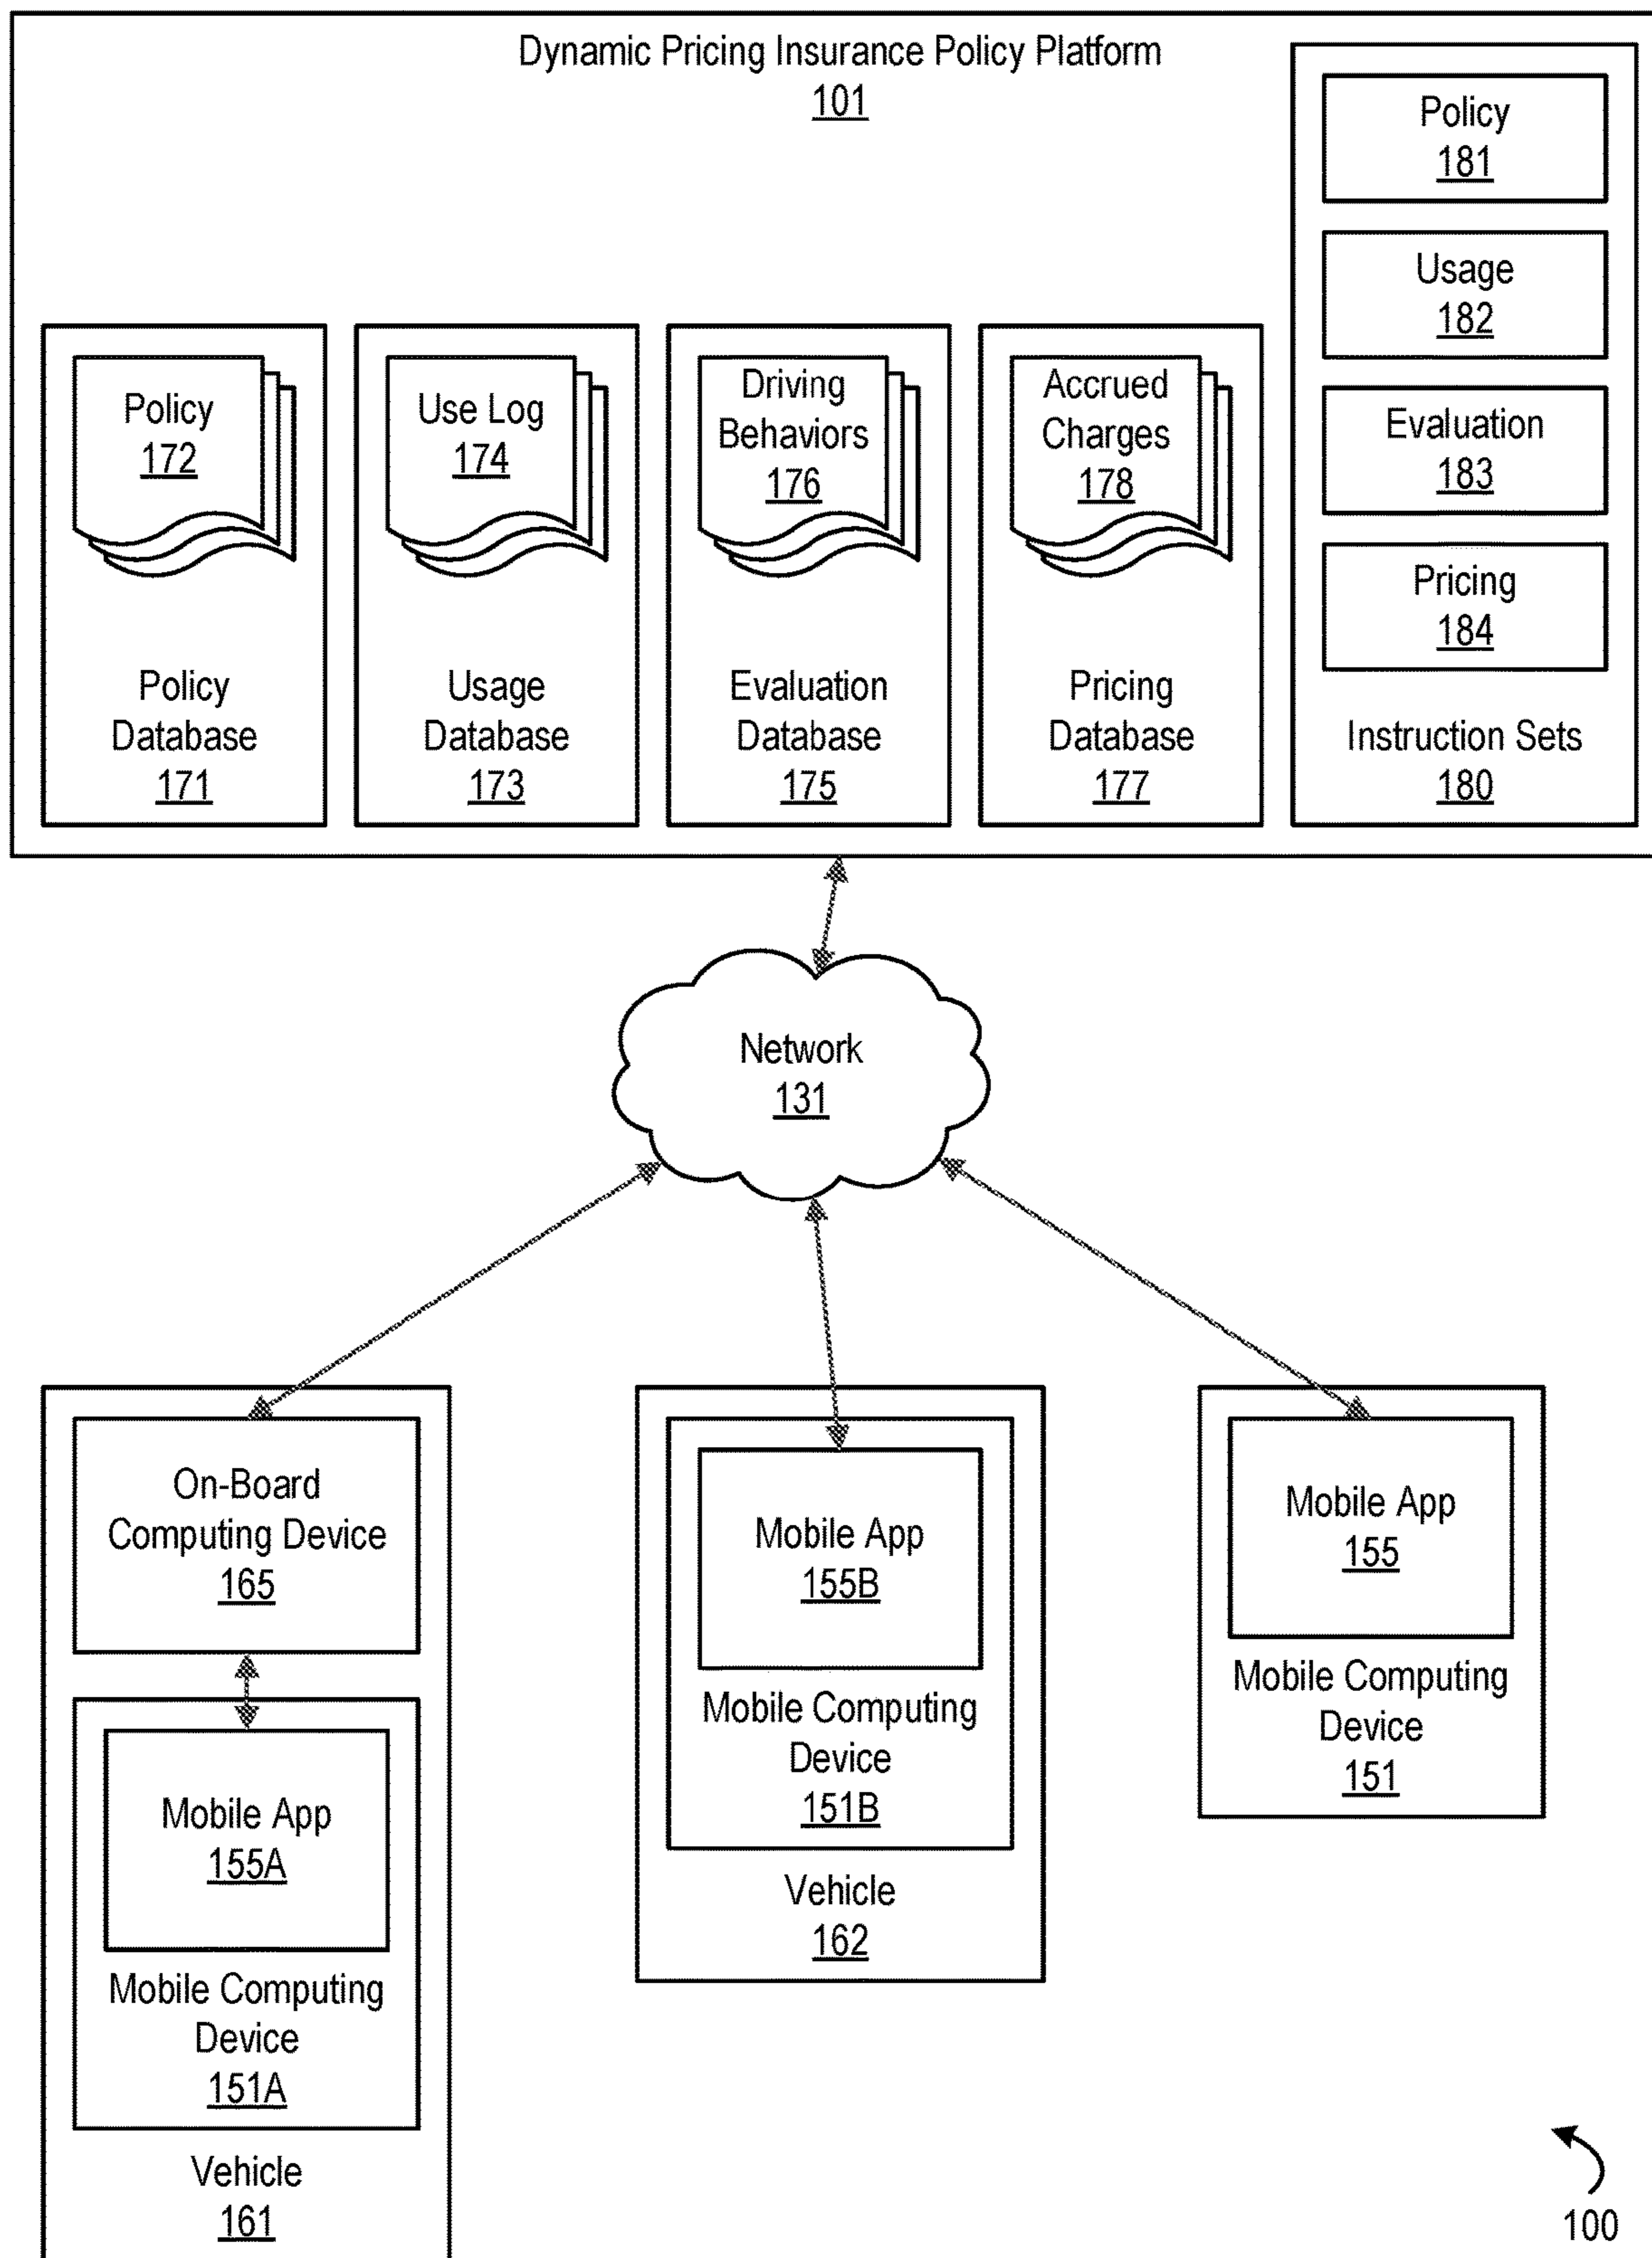 Dynamic Pricing Insurance Policy Platform
101
Policy
172
Policy
Database
171
Use Log
174
Usage
Database
173
Driving
Behaviors
176
Evaluation
Database
175
Accrued
Charges
178
Pricing
Database
177
Policy
181
Usage
182
Evaluation
183
Pricing
184
Instruction Sets
180
Network
131
On-Board
Computing Device
165
Mobile App
155A
Mobile Computing
Device
151A
Vehicle
161
Mobile App
155B
Mobile Computing
Device
151B
Vehicle
162
Mobile App
155
Mobile Computing
Device
151
100